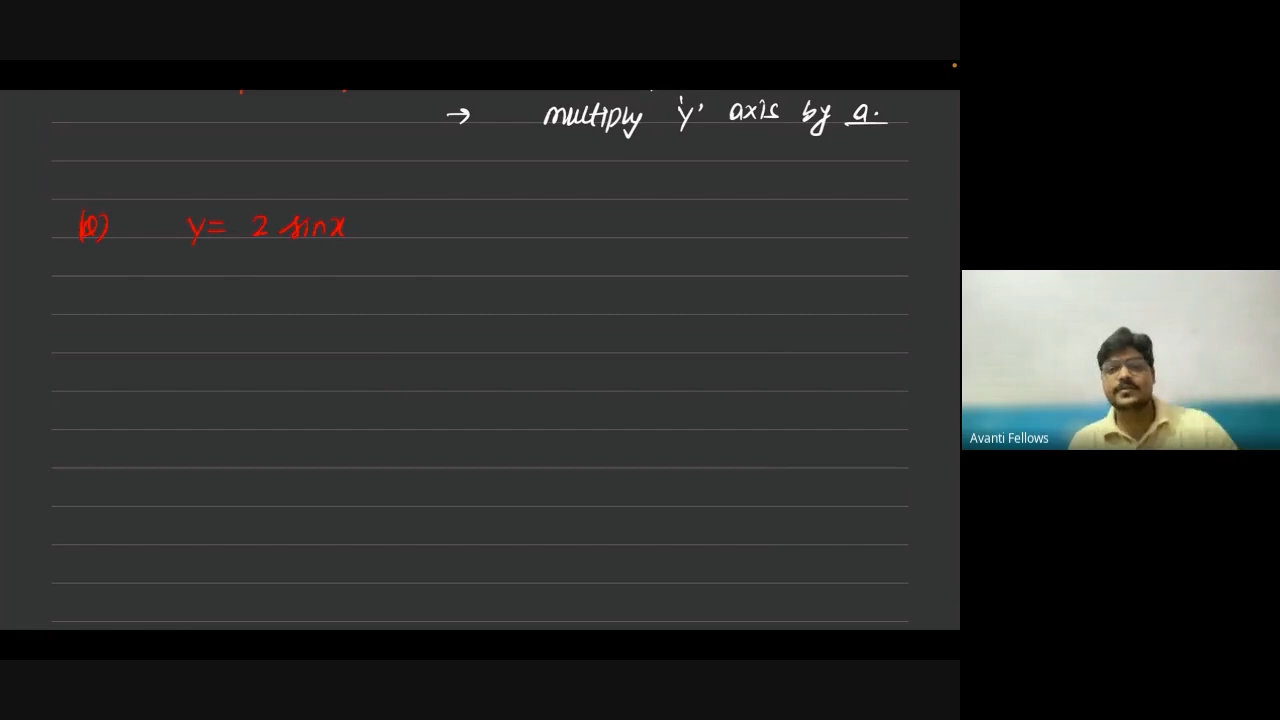 → multiply 'y' axis by a.
(Q) y= 2 sinx
Avanti Fellows